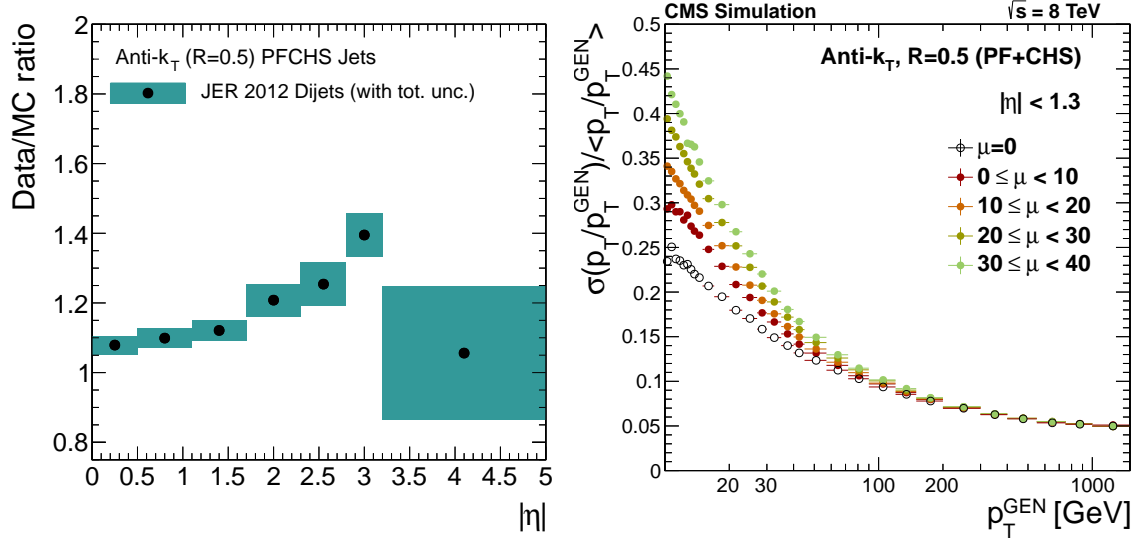 2
1.8
1.6
1.4
1.2
1
0.8
Data/MC ratio
Anti-k_T (R=0.5) PFCHS Jets
JER 2012 Dijets (with tot. unc.)
0 0.5 1 1.5 2 2.5 3 3.5 4 4.5 5
|η|
CMS Simulation √s = 8 TeV
0.5
0.45
0.4
0.35
0.3
0.25
0.2
0.15
0.1
0.05
0
σ(p_T/p_T^GEN)/<p_T/p_T^GEN>
Anti-k_T, R=0.5 (PF+CHS)
|η| < 1.3
μ=0
0 ≤ μ < 10
10 ≤ μ < 20
20 ≤ μ < 30
30 ≤ μ < 40
20 30 100 200 1000
p_T^GEN [GeV]